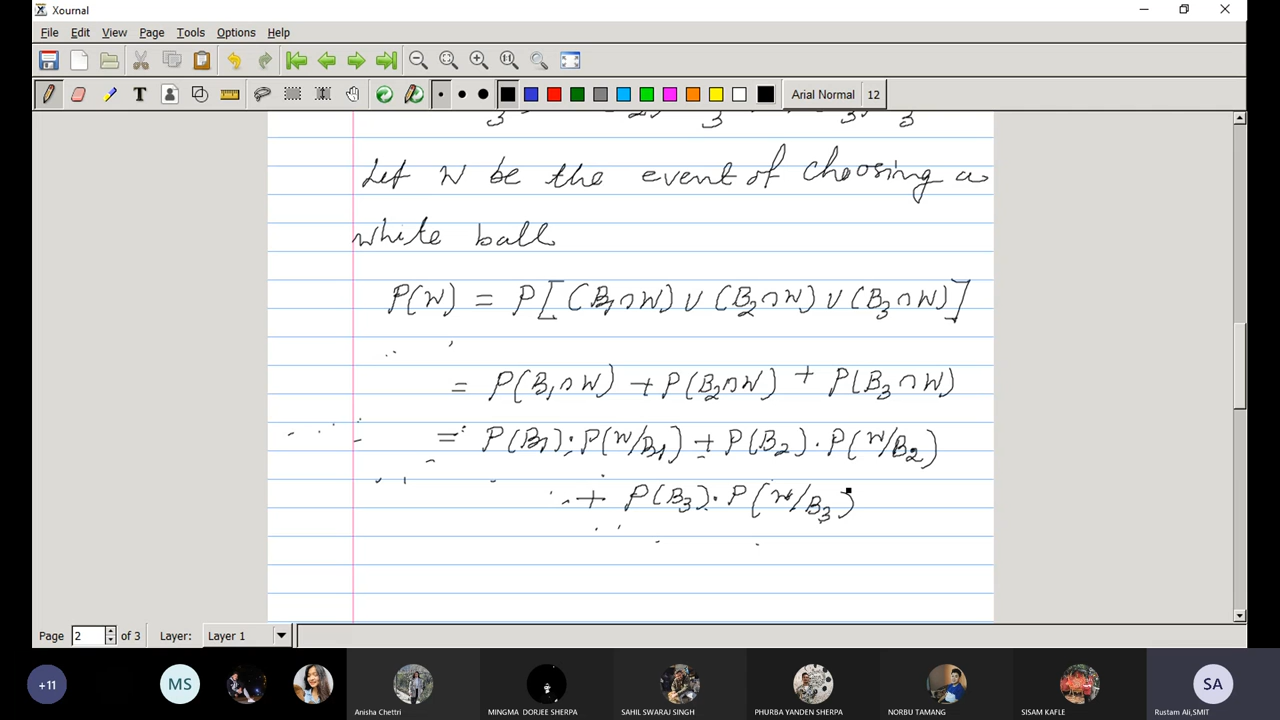 Xournal
File Edit View Page Tools Options Help
Arial Normal 12
Let W be the event of choosing a
white ball
P(W) = P[(B1∩W) ∪ (B2∩W) ∪ (B3∩W)]
= P(B1∩W) + P(B2∩W) + P(B3∩W)
= P(B1) . P(W/B1) + P(B2) . P(W/B2)
+ P(B3) . P(W/B3)
Page 2 of 3 Layer: Layer 1
+11 MS SA
Anisha Chettri MINGMA DORJEE SHERPA SAHIL SWARAJ SINGH PHURBA YANDEN SHERPA NORBU TAMANG SISAM KAFLE Rustam Ali,SMIT